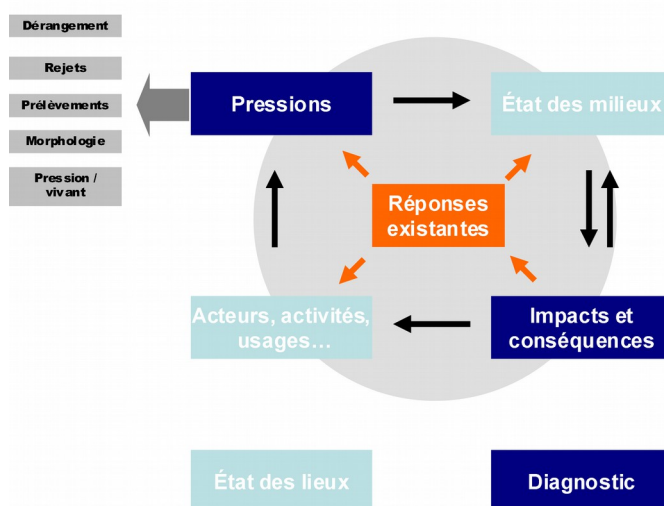 Dérangement
Rejets
Prélèvements
Morphologie
Pression /
vivant
Pressions
État des milieux
Réponses
existantes
Acteurs, activités,
usages…
Impacts et
conséquences
État des lieux
Diagnostic